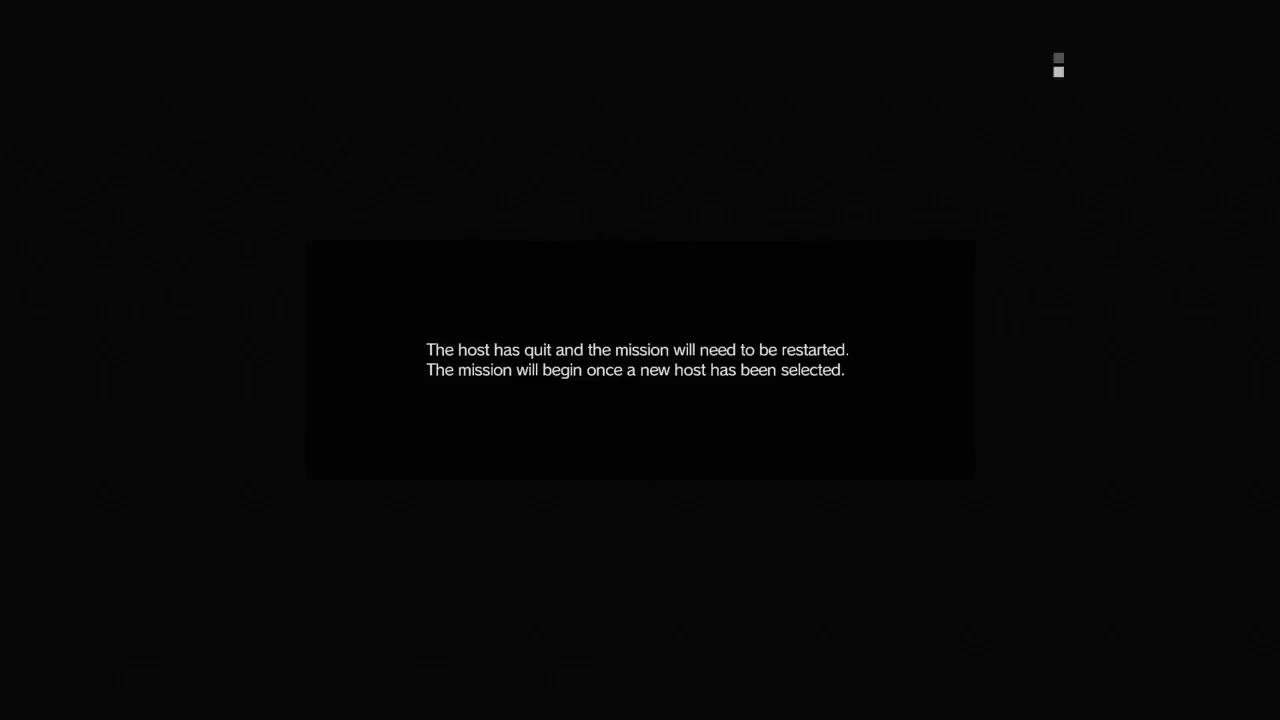 The host has quit and the mission will need to be restarted.
The mission will begin once a new host has been selected.